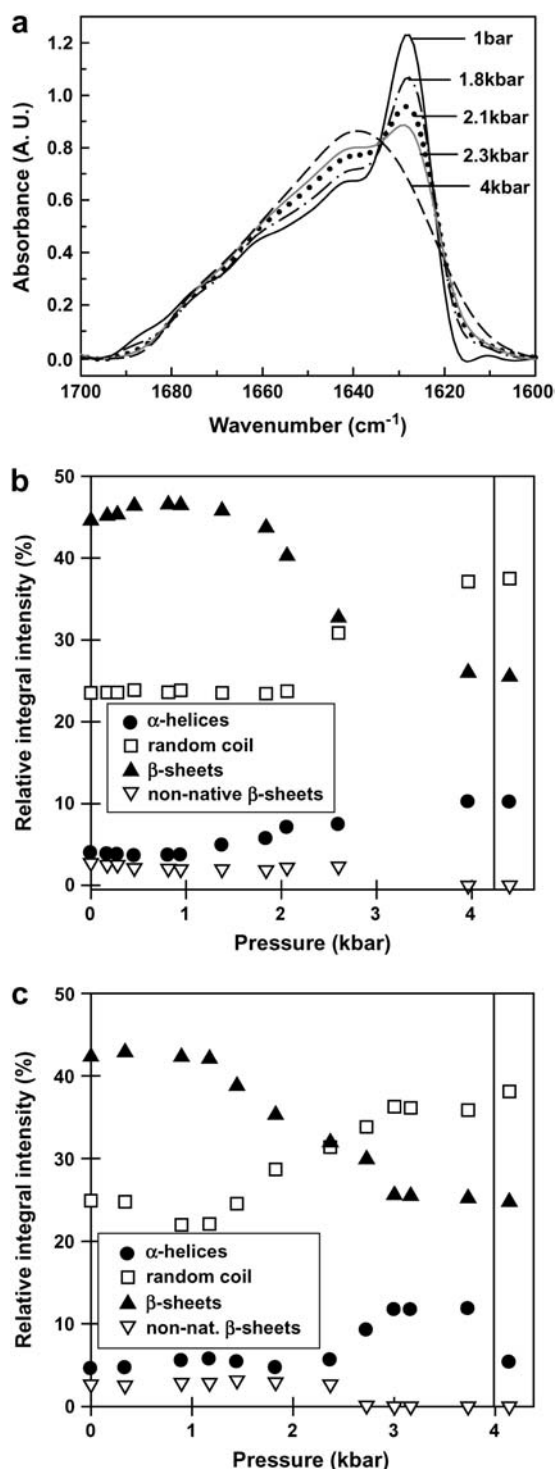 a
1.2
1.0
0.8
0.6
0.4
0.2
0.0
Absorbance (A. U.)
1bar
1.8kbar
2.1kbar
2.3kbar
4kbar
1700 1680 1660 1640 1620 1600
Wavenumber (cm-1)
b
50
40
30
20
10
0
Relative integral intensity (%)
α-helices
random coil
β-sheets
non-native β-sheets
0 1 2 3 4
Pressure (kbar)
c
50
40
30
20
10
0
Relative integral intensity (%)
α-helices
random coil
β-sheets
non-nat. β-sheets
0 1 2 3 4
Pressure (kbar)